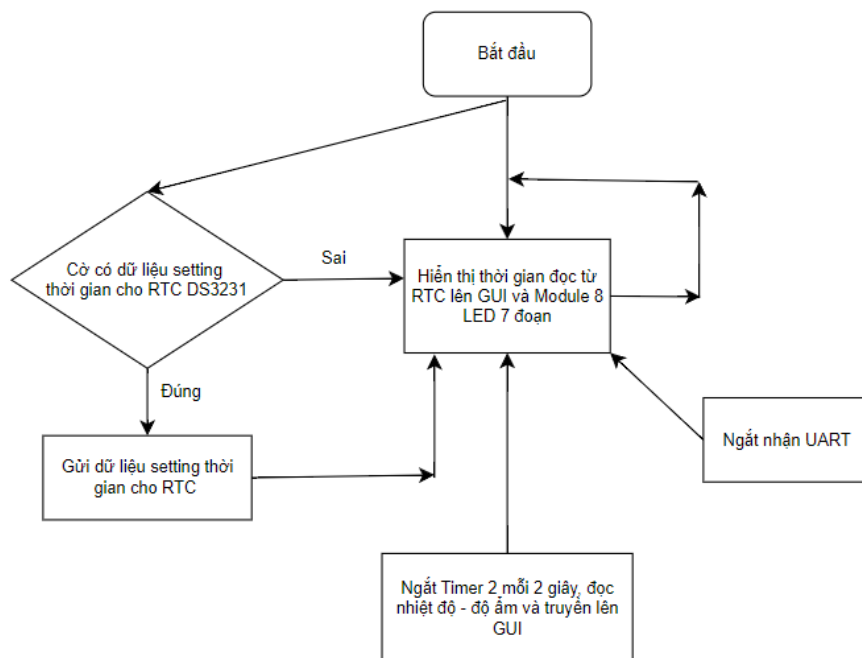 Bắt đầu
Cờ có dữ liệu setting
thời gian cho RTC DS3231
Sai
Hiển thị thời gian đọc từ
RTC lên GUI và Module 8
LED 7 đoạn
Đúng
Gửi dữ liệu setting thời
gian cho RTC
Ngắt nhận UART
Ngắt Timer 2 mỗi 2 giây, đọc
nhiệt độ - độ ẩm và truyền lên
GUI